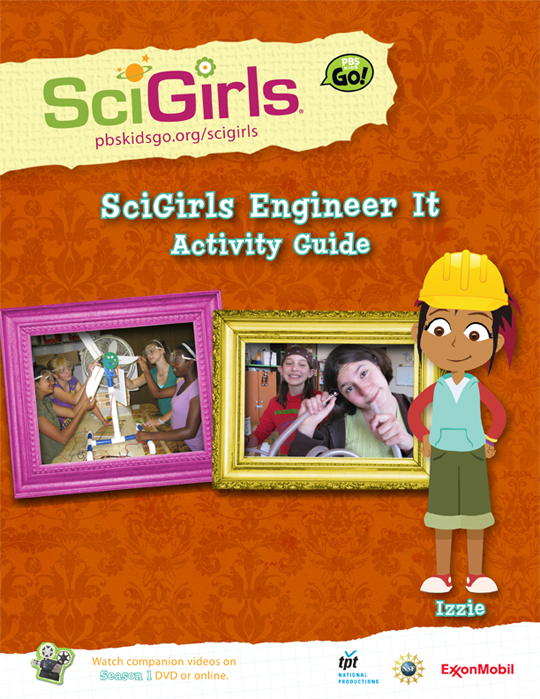 PBS KIDS
GO!
SciGirls®
pbskidsgo.org/scigirls
SciGirls Engineer It
Activity Guide
Izzie
Watch companion videos on
Season 1 DVD or online.
tpt
NATIONAL
PRODUCTIONS
NSF
ExxonMobil